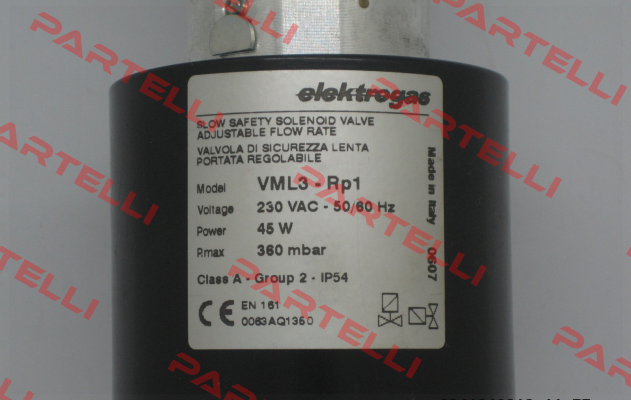 elektrogas
SLOW SAFETY SOLENOID VALVE
ADJUSTABLE FLOW RATE
VALVOLA DI SICUREZZA LENTA
PORTATA REGOLABILE
Model VML3 - Rp1
Voltage 230 VAC - 50/60 Hz
Power 45 W
P.max 360 mbar
Class A - Group 2 - IP54
CE EN 161
0063AQ1350
Made in Italy 0607
PARTELLI
PARTELLI
PARTELLI
PARTELLI
PARTELLI
PARTELLI
PARTELLI